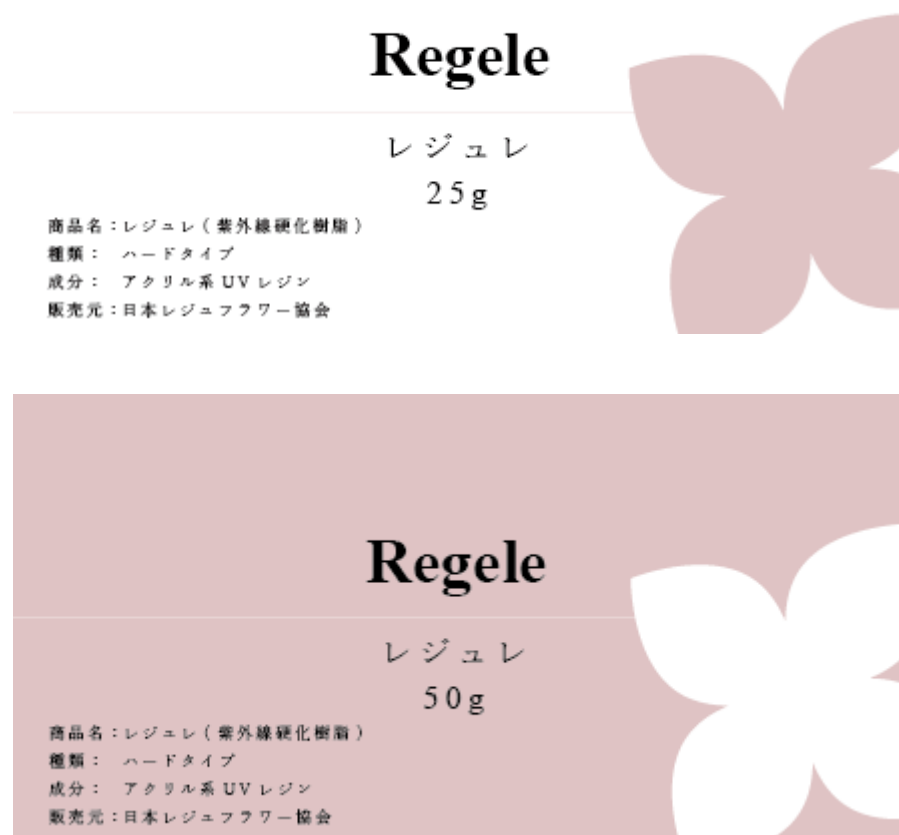 Regele
レジュレ
25g
商品名：レジュレ（紫外線硬化樹脂）
種類：　ハードタイプ
成分：　アクリル系 UV レジン
販売元：日本レジュフラワー協会
Regele
レジュレ
50g
商品名：レジュレ（紫外線硬化樹脂）
種類：　ハードタイプ
成分：　アクリル系 UV レジン
販売元：日本レジュフラワー協会